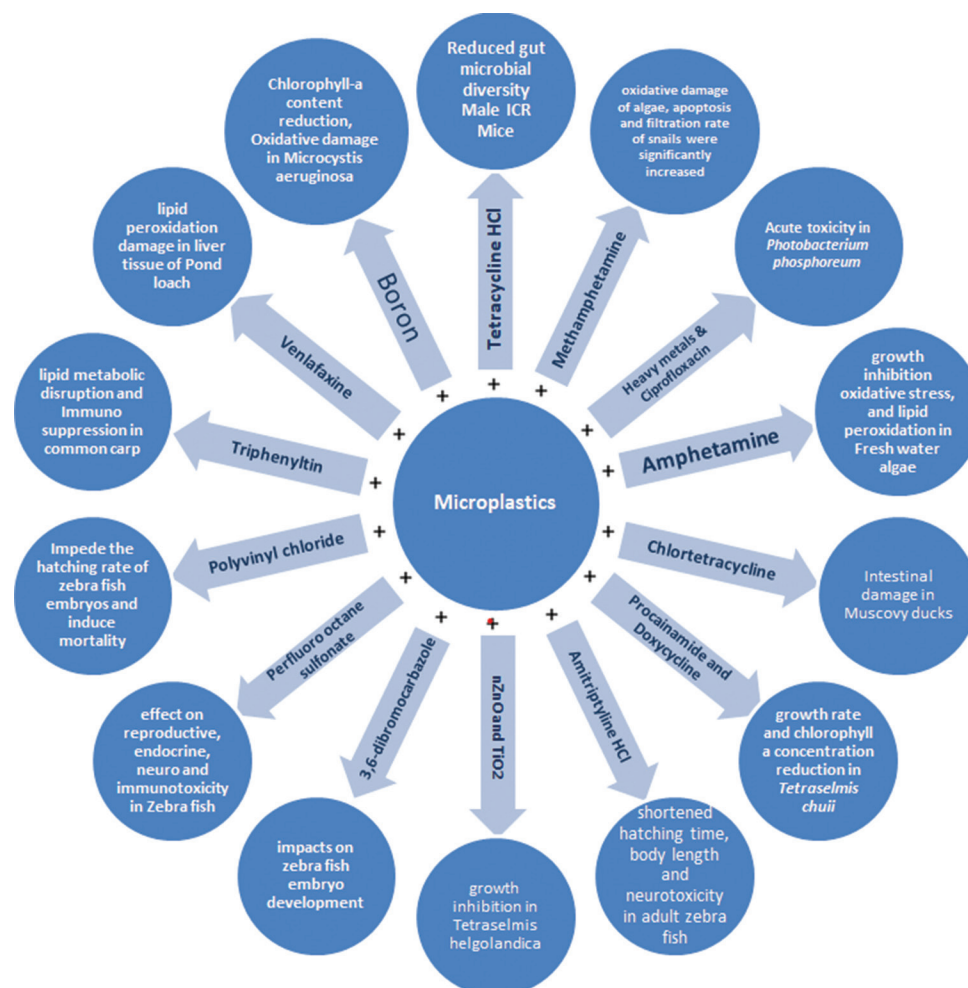 Reduced gut
microbial
diversity
Male ICR
Mice
Tetracycline HCl
oxidative damage
of algae, apoptosis
and filtration rate
of snails were
significantly
increased
Methamphetamine
Acute toxicity in
Photobacterium
phosphoreum
Heavy metals &
Ciprofloxacin
growth
inhibition
oxidative stress,
and lipid
peroxidation in
Fresh water
algae
Amphetamine
Intestinal
damage in
Muscovy ducks
Chlortetracycline
growth rate
and chlorophyll
a concentration
reduction in
Tetraselmis
chuii
Procainamide and
Doxycycline
shortened
hatching time,
body length
and
neurotoxicity
in adult zebra
fish
Amitriptyline HCl
growth
inhibition in
Tetraselmis
helgolandica
nZnOand TiO2
impacts on
zebra fish
embryo
development
3,6-dibromocarbazole
effect on
reproductive,
endocrine,
neuro and
immunotoxicity
in Zebra fish
Perfluoro octane
sulfonate
Impede the
hatching rate of
zebra fish
embryos and
induce
mortality
Polyvinyl chloride
lipid metabolic
disruption and
Immuno
suppression in
common carp
Triphenyltin
lipid
peroxidation
damage in liver
tissue of Pond
loach
Venlafaxine
Chlorophyll-a
content
reduction,
Oxidative damage
in Microcystis
aeruginosa
Boron
Microplastics
+
+
+
+
+
+
+
+
+
+
+
+
+
+